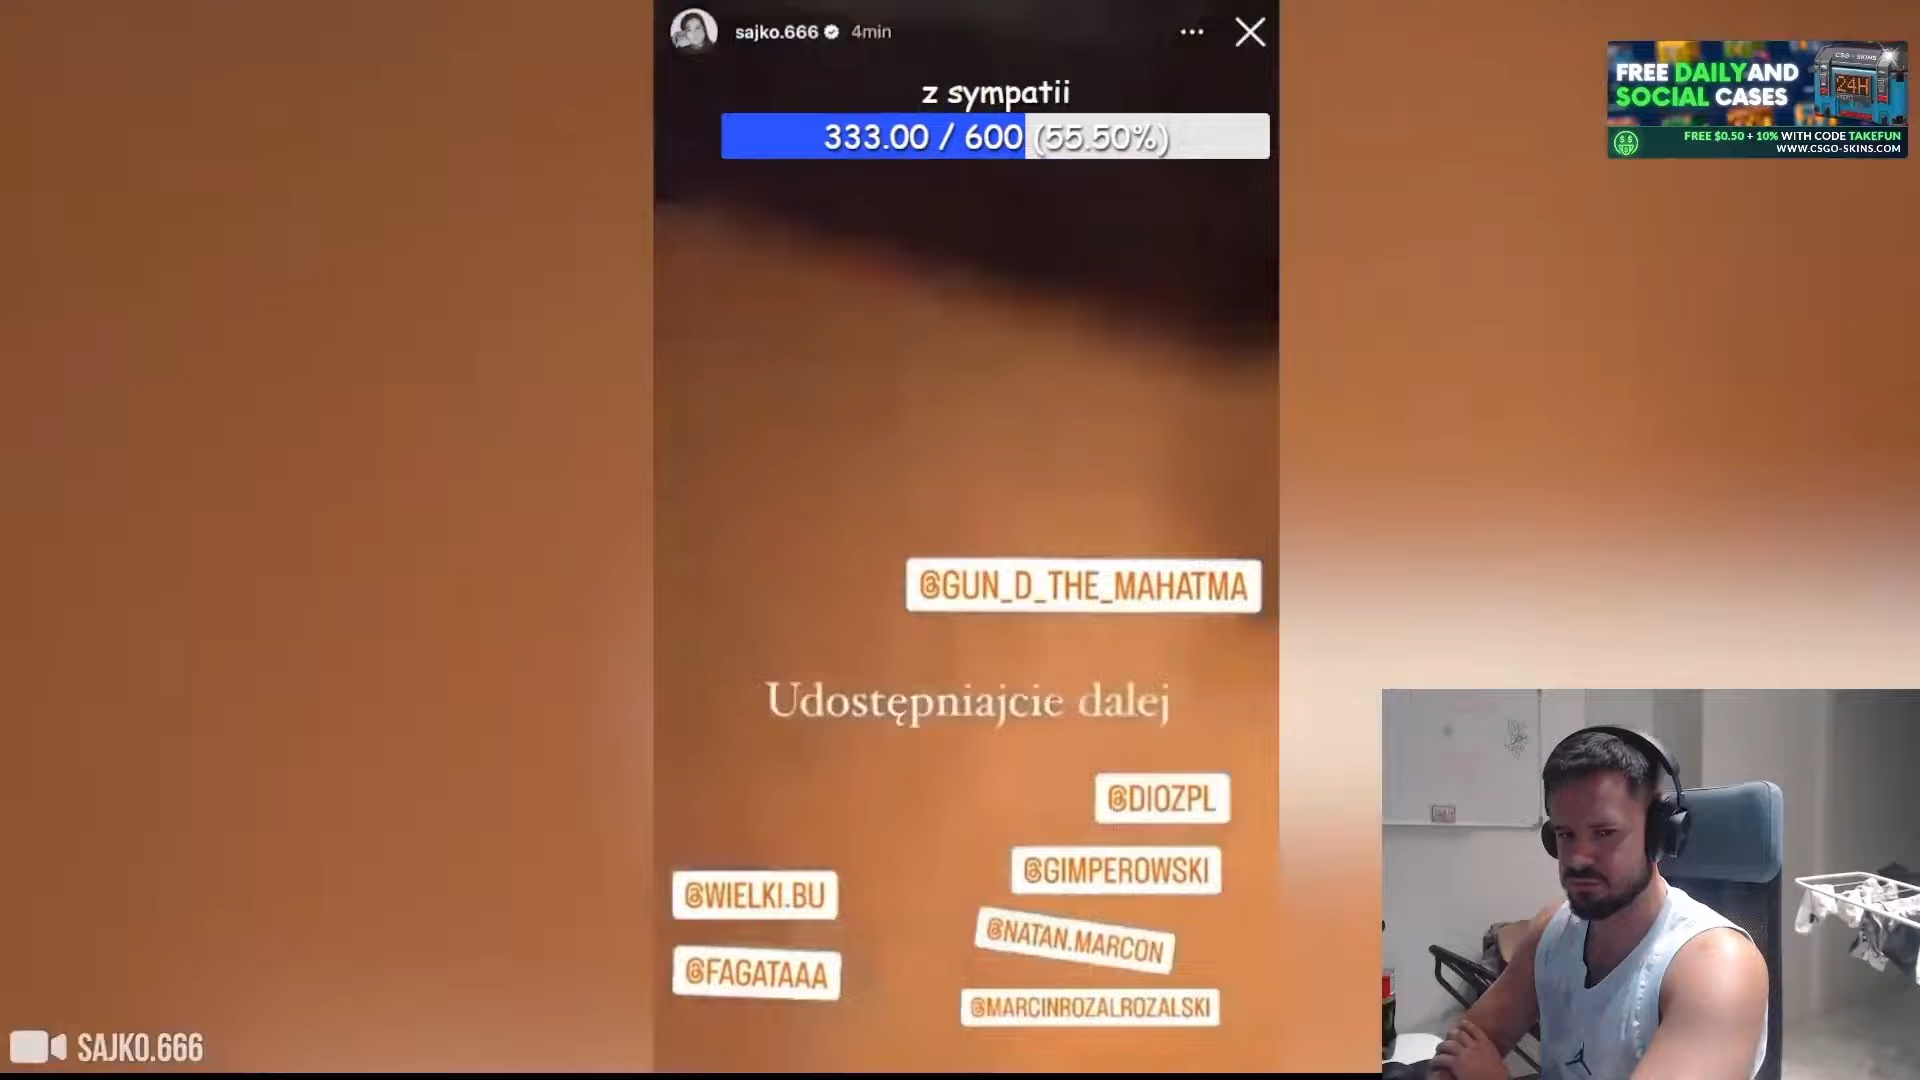 sajko.666 4min
z sympatii
333.00 / 600 (55.50%)
FREE DAILY AND
SOCIAL CASES
CSGO SKINS
24H
FREE $0.50 + 10% WITH CODE TAKEFUN
WWW.CSGO-SKINS.COM
@GUN_D_THE_MAHATMA
Udostępniajcie dalej
@DIOZPL
@GIMPEROWSKI
@WIELKI.BU
@NATAN.MARCON
@FAGATAAA
@MARCINROZALROZALSKI
SAJKO.666